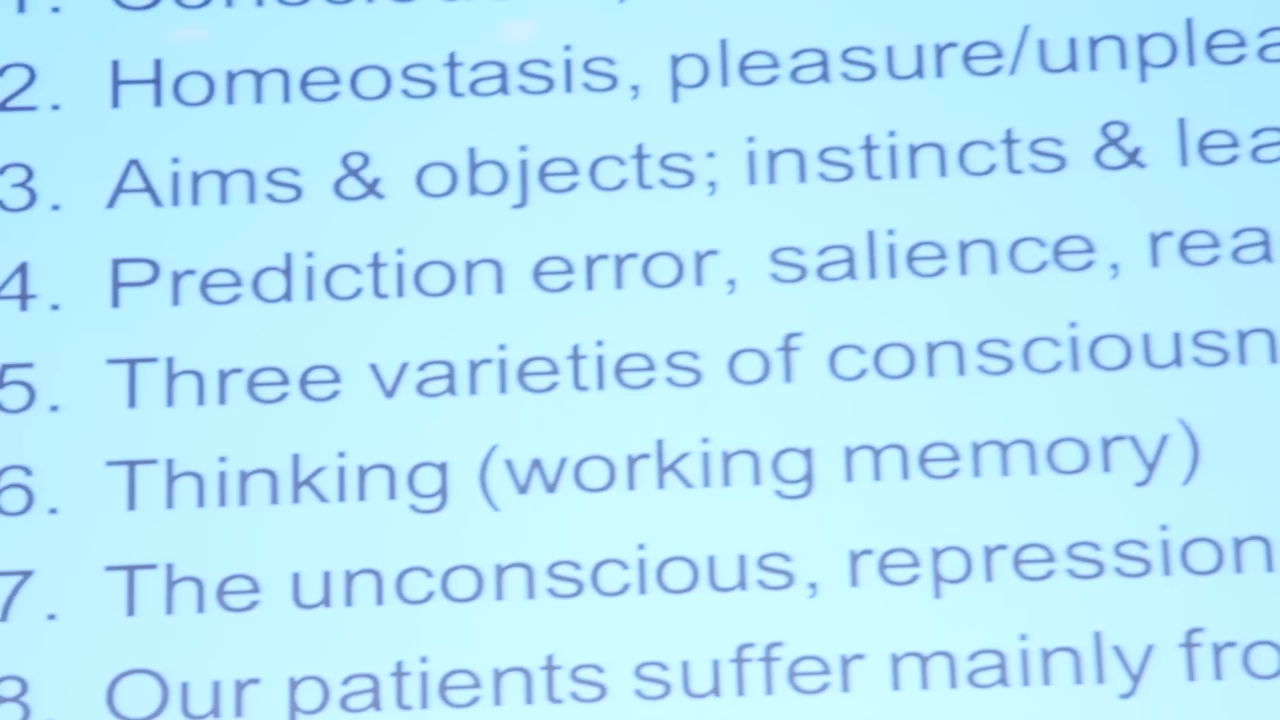 2. Homeostasis, pleasure/unplea
3. Aims & objects; instincts & lea
4. Prediction error, salience, rea
5. Three varieties of consciousn
6. Thinking (working memory)
7. The unconscious, repression
8. Our patients suffer mainly fro